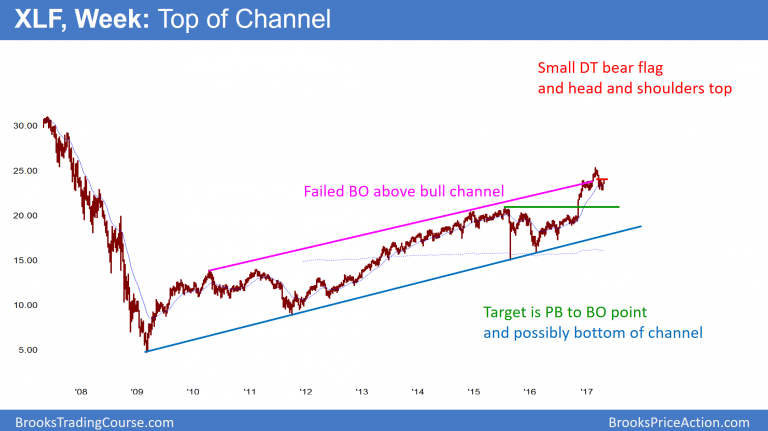 XLF, Week: Top of Channel
Small DT bear flag
and head and shoulders top
30.00
25.00
Failed BO above bull channel
20.00
15.00
10.00
Target is PB to BO point
and possibly bottom of channel
5.00
'08 '09 '10 '11 '12 '13 '14 '15 '16 '17
BrooksTradingCourse.com BrooksPriceAction.com